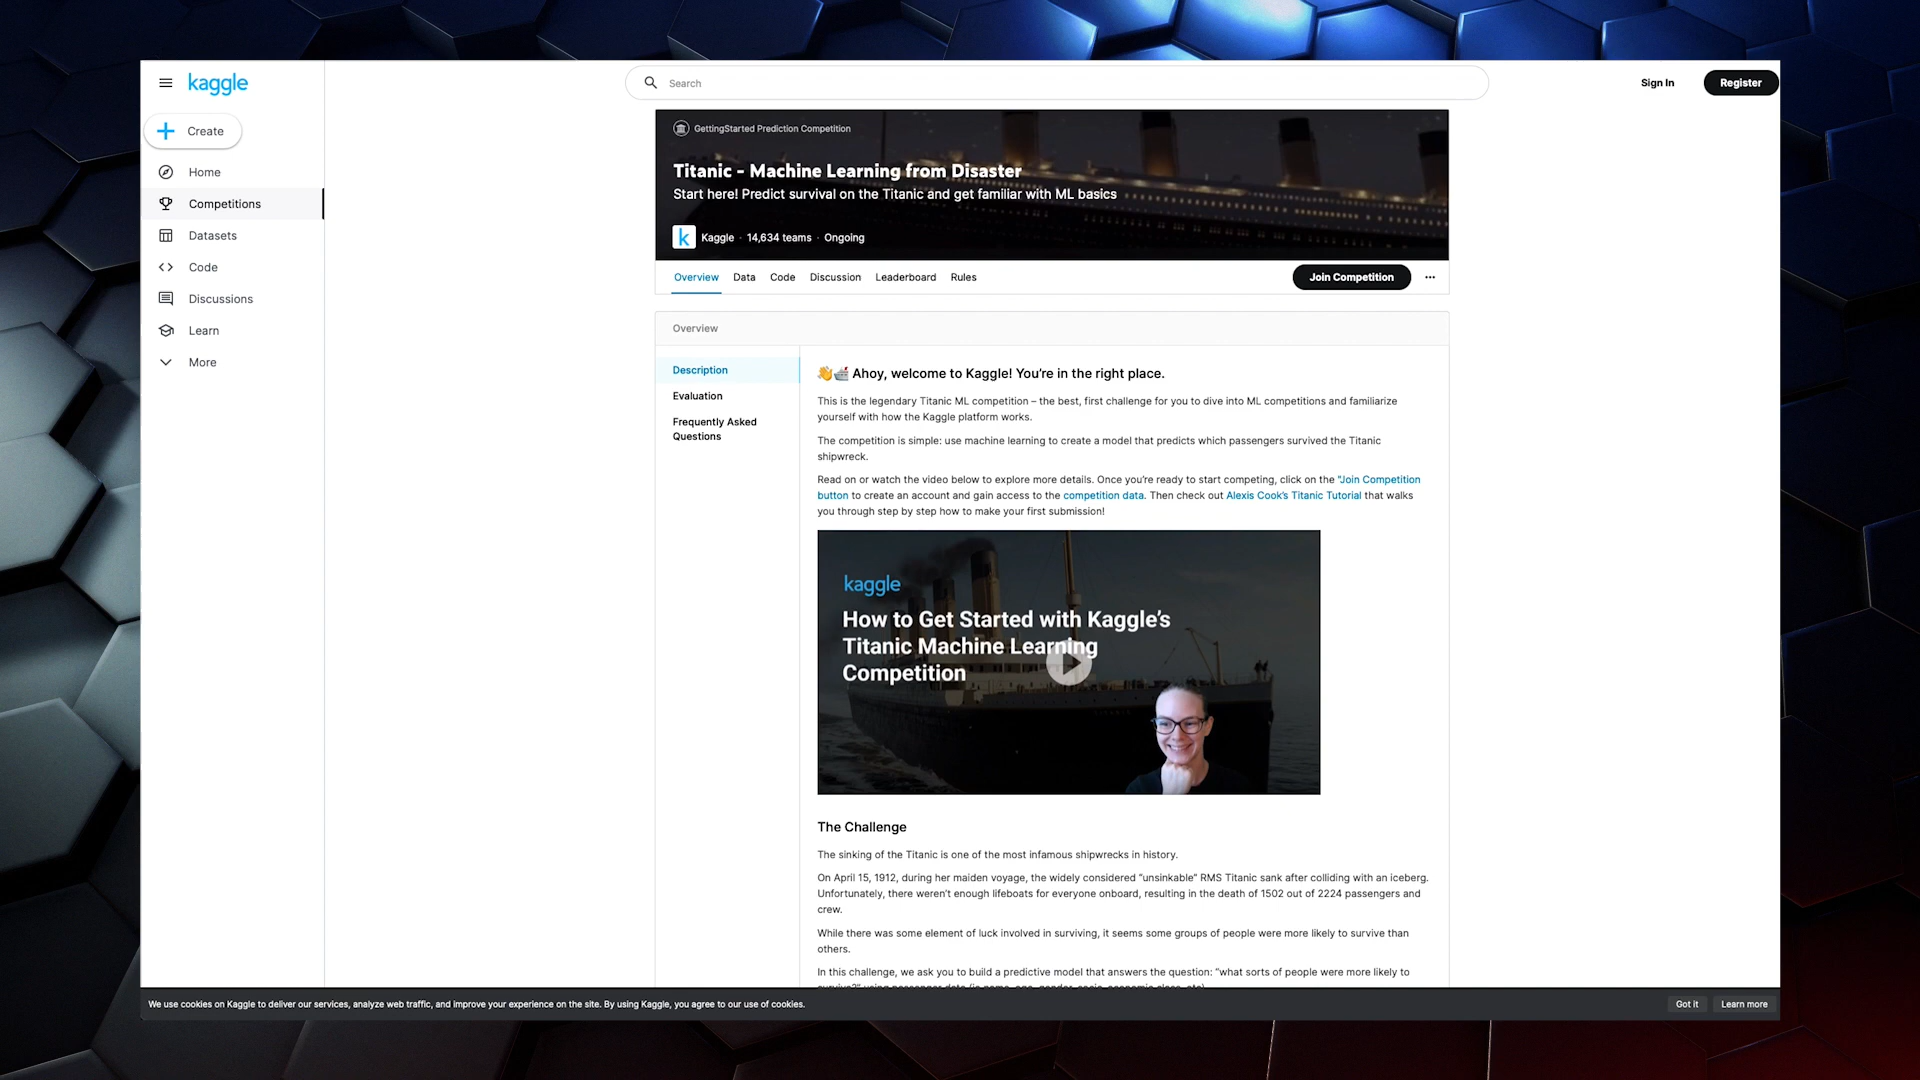 kaggle
Search
Sign In
Register
Create
Home
Competitions
Datasets
Code
Discussions
Learn
More
GettingStarted Prediction Competition
Titanic - Machine Learning from Disaster
Start here! Predict survival on the Titanic and get familiar with ML basics
k Kaggle · 14,634 teams · Ongoing
Overview Data Code Discussion Leaderboard Rules
Join Competition
Overview
Description
Evaluation
Frequently Asked
Questions
👋🚢 Ahoy, welcome to Kaggle! You’re in the right place.
This is the legendary Titanic ML competition – the best, first challenge for you to dive into ML competitions and familiarize
yourself with how the Kaggle platform works.
The competition is simple: use machine learning to create a model that predicts which passengers survived the Titanic
shipwreck.
Read on or watch the video below to explore more details. Once you’re ready to start competing, click on the "Join Competition
button to create an account and gain access to the competition data. Then check out Alexis Cook’s Titanic Tutorial that walks
you through step by step how to make your first submission!
kaggle
How to Get Started with Kaggle’s
Titanic Machine Learning
Competition
The Challenge
The sinking of the Titanic is one of the most infamous shipwrecks in history.
On April 15, 1912, during her maiden voyage, the widely considered “unsinkable” RMS Titanic sank after colliding with an iceberg.
Unfortunately, there weren’t enough lifeboats for everyone onboard, resulting in the death of 1502 out of 2224 passengers and
crew.
While there was some element of luck involved in surviving, it seems some groups of people were more likely to survive than
others.
In this challenge, we ask you to build a predictive model that answers the question: “what sorts of people were more likely to
survive?” using passenger data (ie name, age, gender, socio-economic class, etc).
We use cookies on Kaggle to deliver our services, analyze web traffic, and improve your experience on the site. By using Kaggle, you agree to our use of cookies.
Got it
Learn more